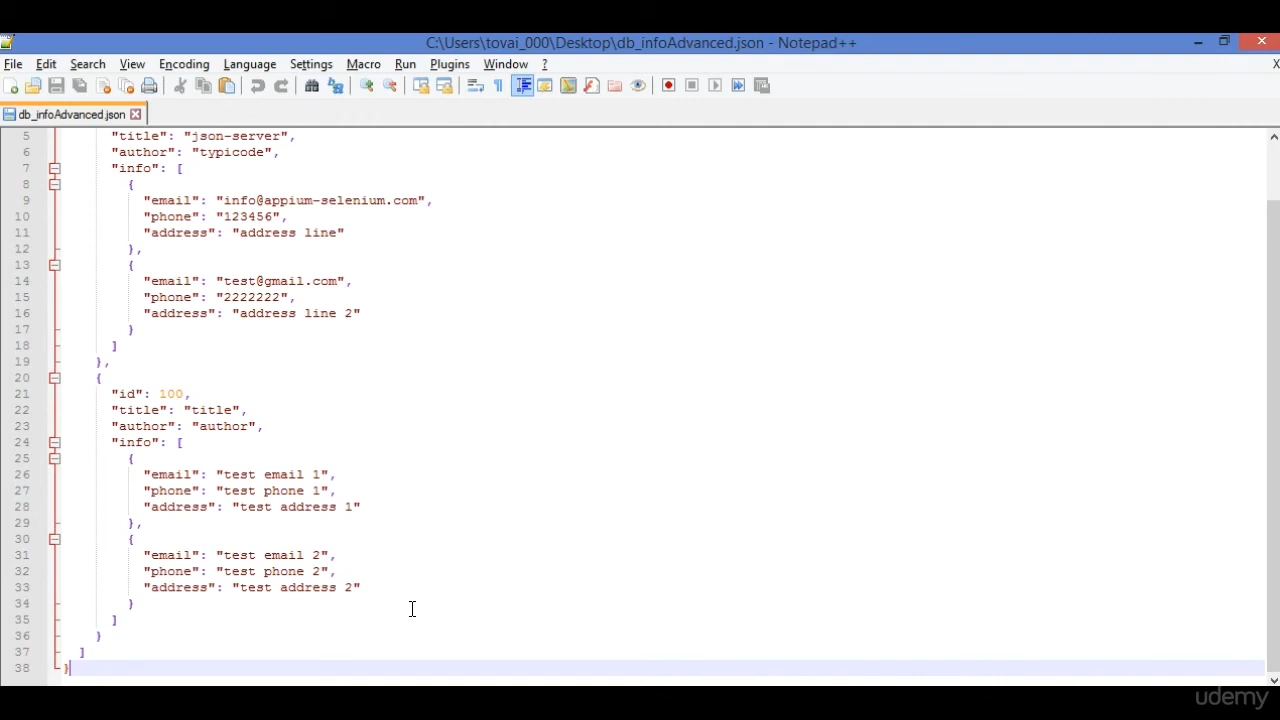 C:\Users\tovai_000\Desktop\db_infoAdvanced.json - Notepad++
File Edit Search View Encoding Language Settings Macro Run Plugins Window ? X
db_infoAdvanced.json
5 "title": "json-server",
6 "author": "typicode",
7 "info": [
8 {
9 "email": "info@appium-selenium.com",
10 "phone": "123456",
11 "address": "address line"
12 },
13 {
14 "email": "test@gmail.com",
15 "phone": "2222222",
16 "address": "address line 2"
17 }
18 ]
19 },
20 {
21 "id": 100,
22 "title": "title",
23 "author": "author",
24 "info": [
25 {
26 "email": "test email 1",
27 "phone": "test phone 1",
28 "address": "test address 1"
29 },
30 {
31 "email": "test email 2",
32 "phone": "test phone 2",
33 "address": "test address 2"
34 }
35 ]
36 }
37 ]
38 }
udemy